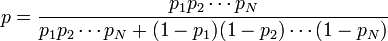 p = \frac{p_1 p_2 \cdots p_N}{p_1 p_2 \cdots p_N + (1 - p_1)(1 - p_2) \cdots (1 - p_N)}